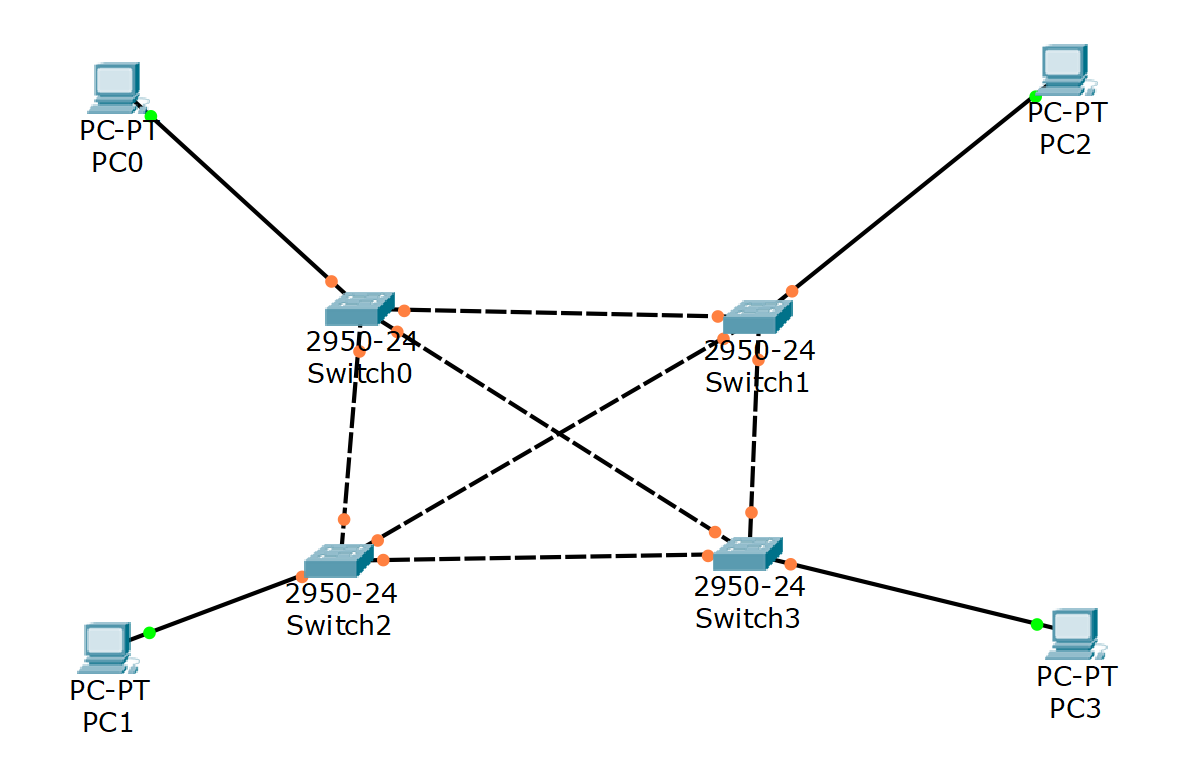 PC-PT
PC0
PC-PT
PC2
2950-24
Switch0
2950-24
Switch1
2950-24
Switch2
2950-24
Switch3
PC-PT
PC1
PC-PT
PC3